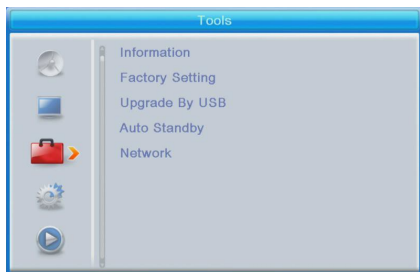 Tools
Information
Factory Setting
Upgrade By USB
Auto Standby
Network